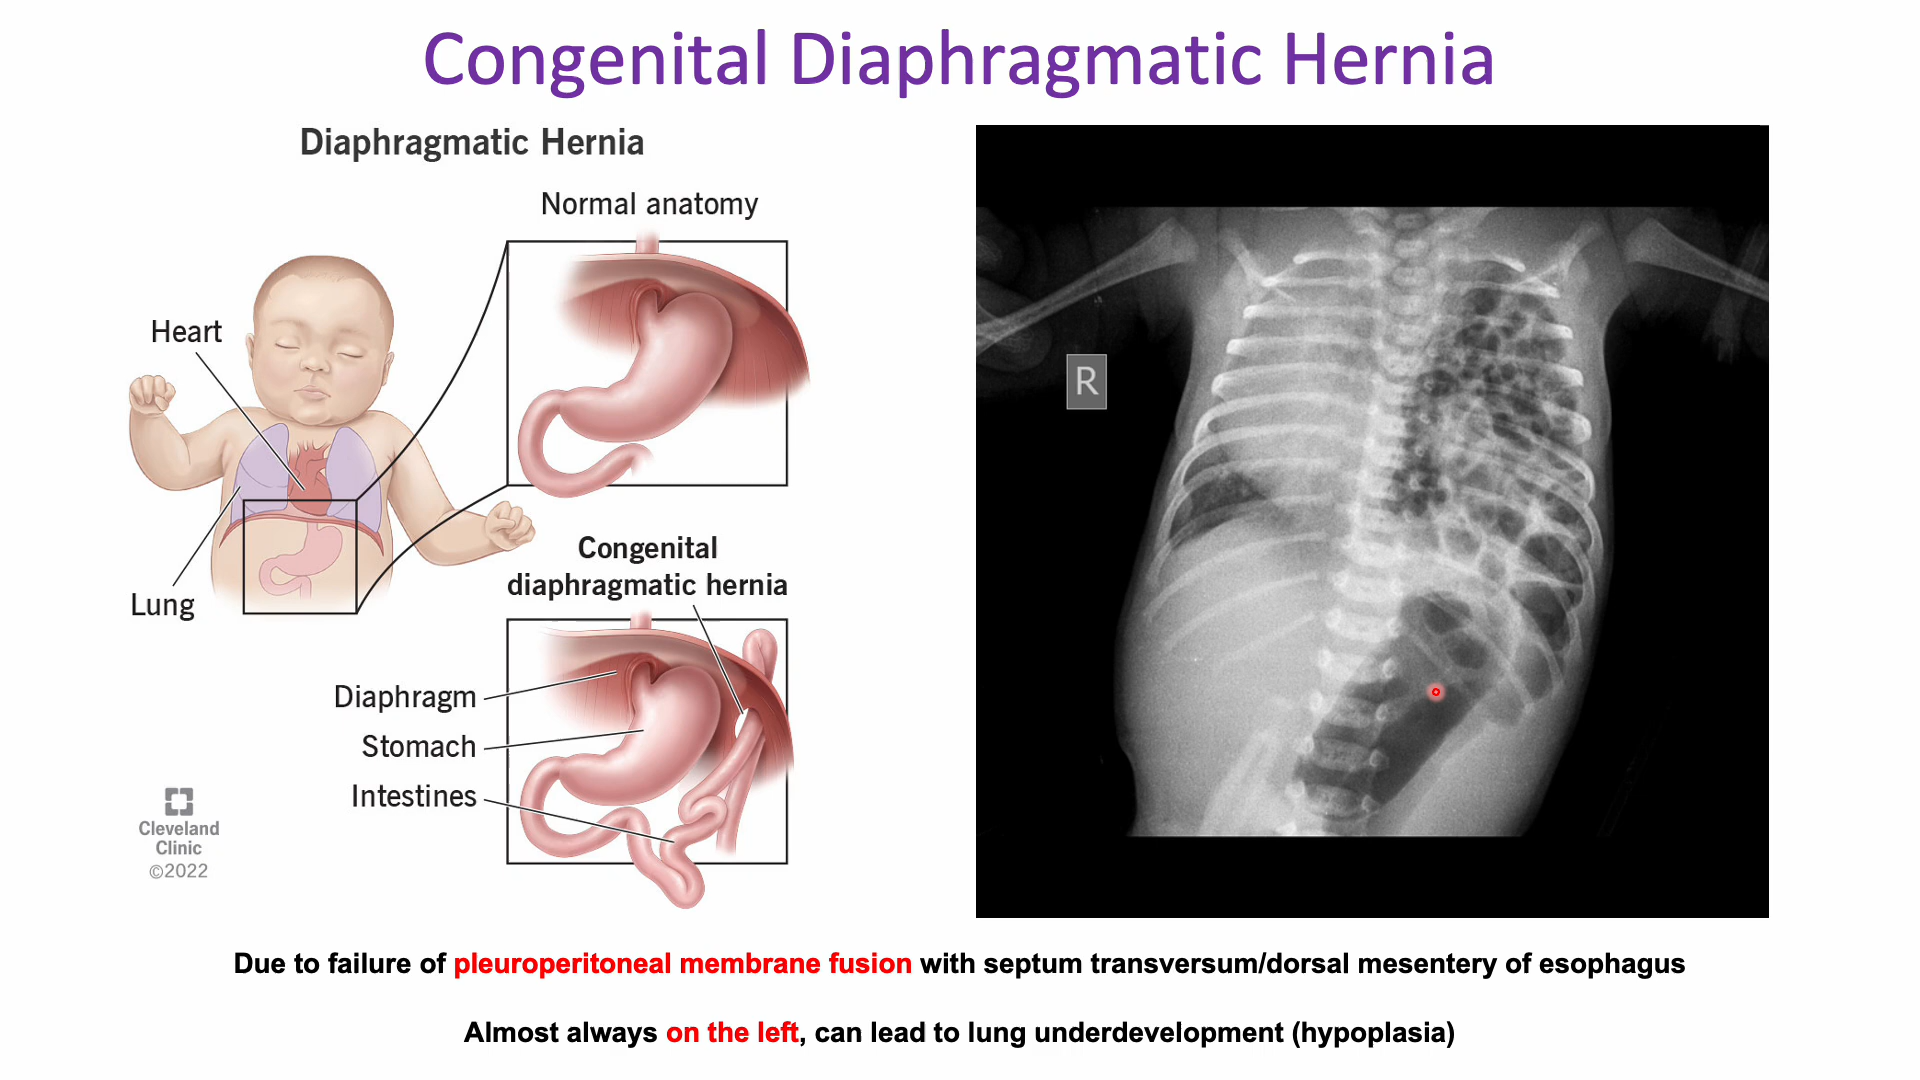 Congenital Diaphragmatic Hernia
Diaphragmatic Hernia
Normal anatomy
Heart
Lung
Congenital
diaphragmatic hernia
Diaphragm
Stomach
Intestines
Cleveland
Clinic
©2022
R
Due to failure of pleuroperitoneal membrane fusion with septum transversum/dorsal mesentery of esophagus
Almost always on the left, can lead to lung underdevelopment (hypoplasia)